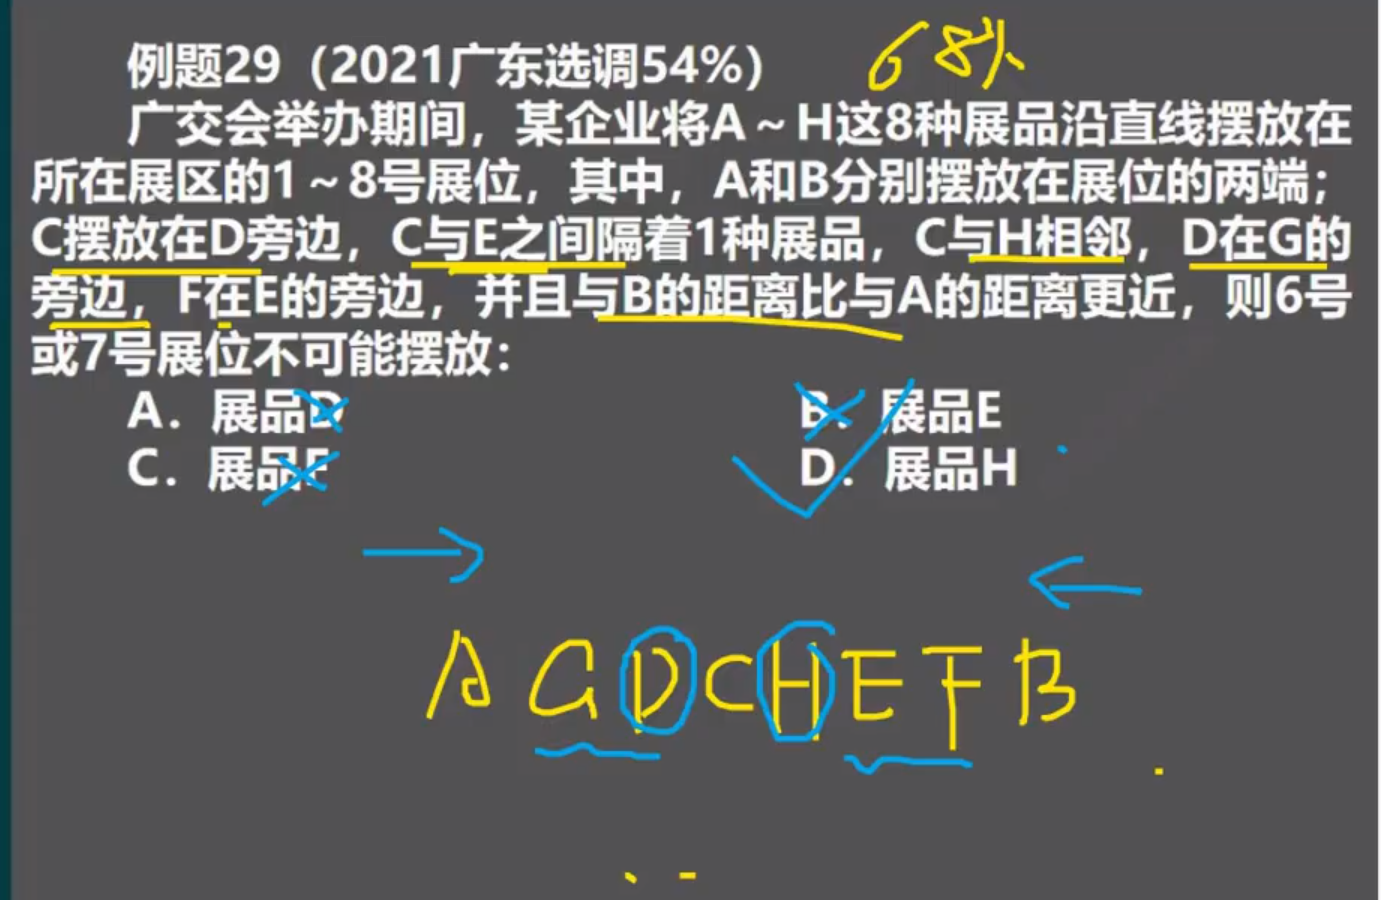 例题29（2021广东选调54%） 68%
广交会举办期间，某企业将A～H这8种展品沿直线摆放在
所在展区的1～8号展位，其中，A和B分别摆放在展位的两端；
C摆放在D旁边，C与E之间隔着1种展品，C与H相邻，D在G的
旁边，F在E的旁边，并且与B的距离比与A的距离更近，则6号
或7号展位不可能摆放：
A．展品D B．展品E
C．展品F D．展品H
A G D C H E F B